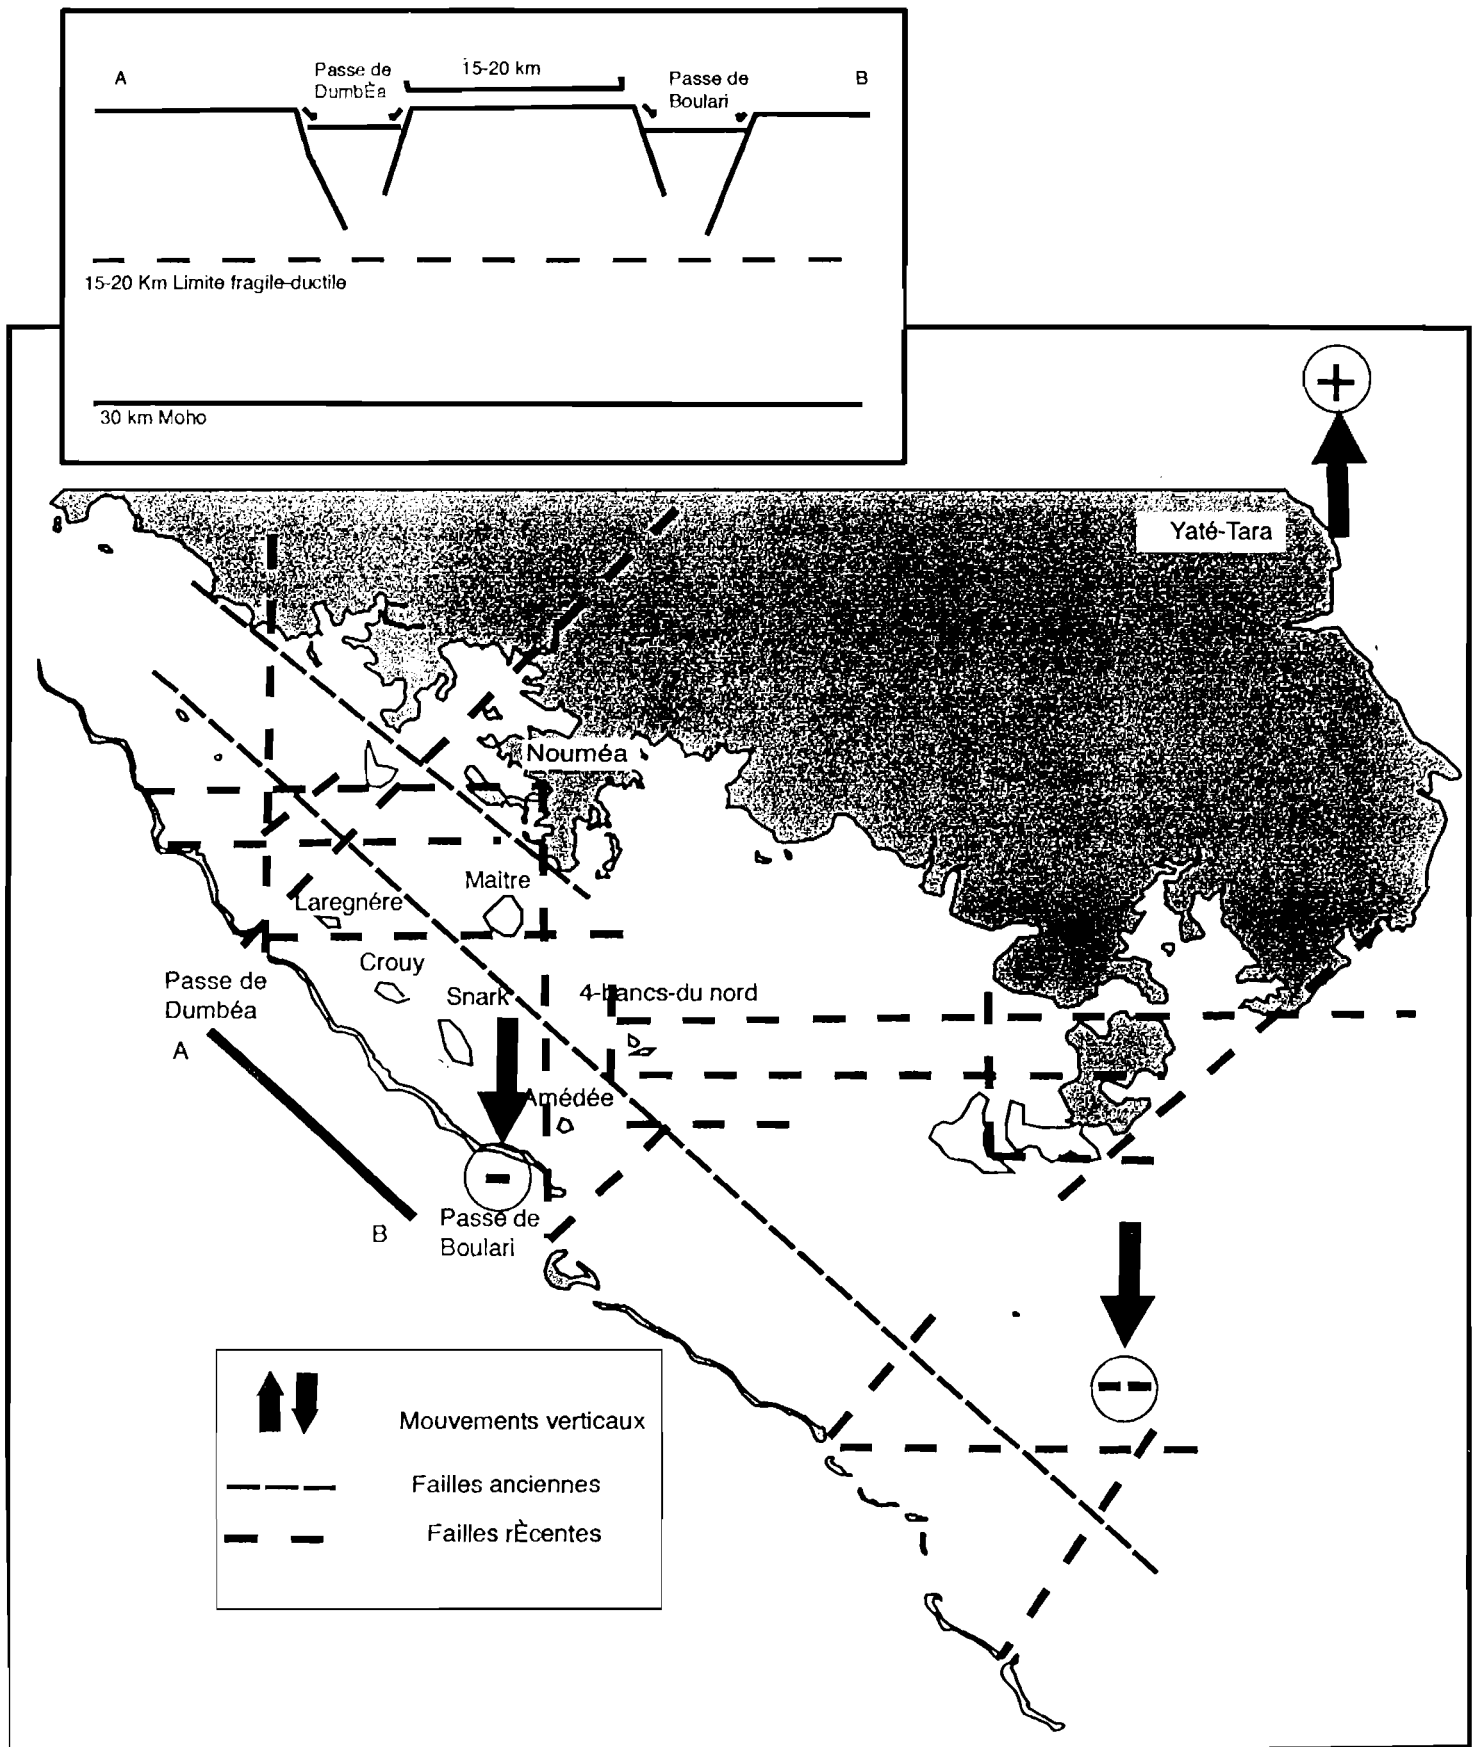 A
Passe de
DumbÈa
15-20 km
Passe de
Boulari
B
15-20 Km Limite fragile-ductile
30 km Moho
+
Yaté-Tara
Nouméa
Maitre
Laregnére
Crouy
Snark
4-bancs-du nord
Passe de
Dumbéa
A
Amédée
-
B
Passe de
Boulari
--
Mouvements verticaux
Failles anciennes
Failles rÈcentes